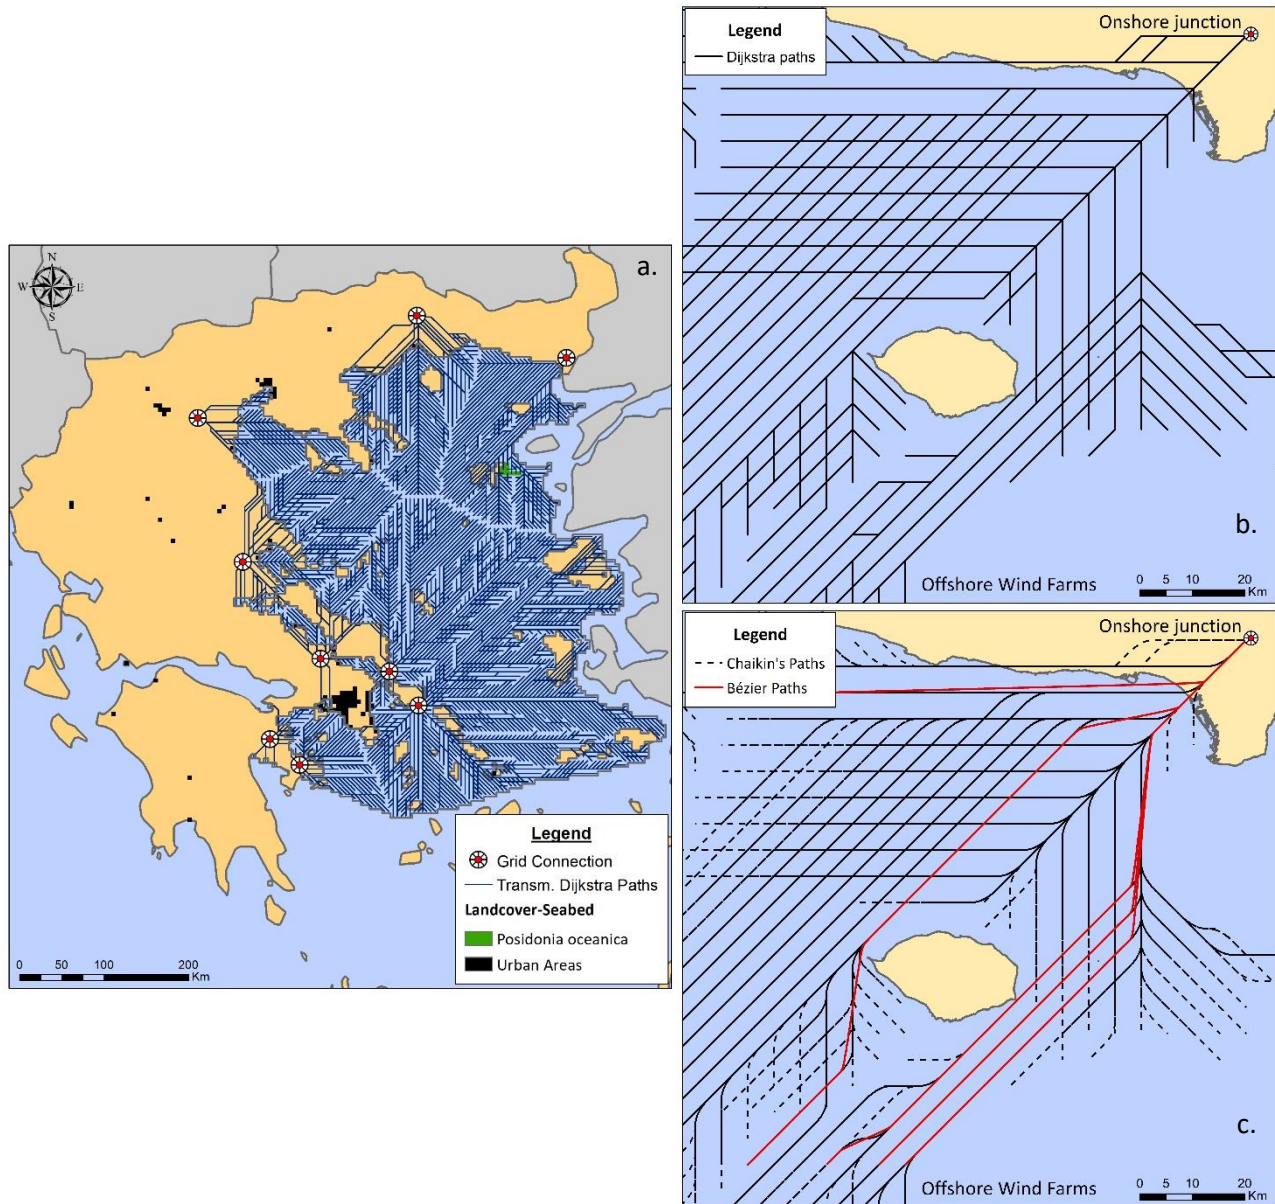 a.
N
W E
S
Legend
Grid Connection
Transm. Dijkstra Paths
Landcover-Seabed
Posidonia oceanica
Urban Areas
0 50 100 200
Km
Legend
Dijkstra paths
Onshore junction
b.
Offshore Wind Farms
0 5 10 20
Km
Legend
Chaikin's Paths
Bézier Paths
Onshore junction
c.
Offshore Wind Farms
0 5 10 20
Km